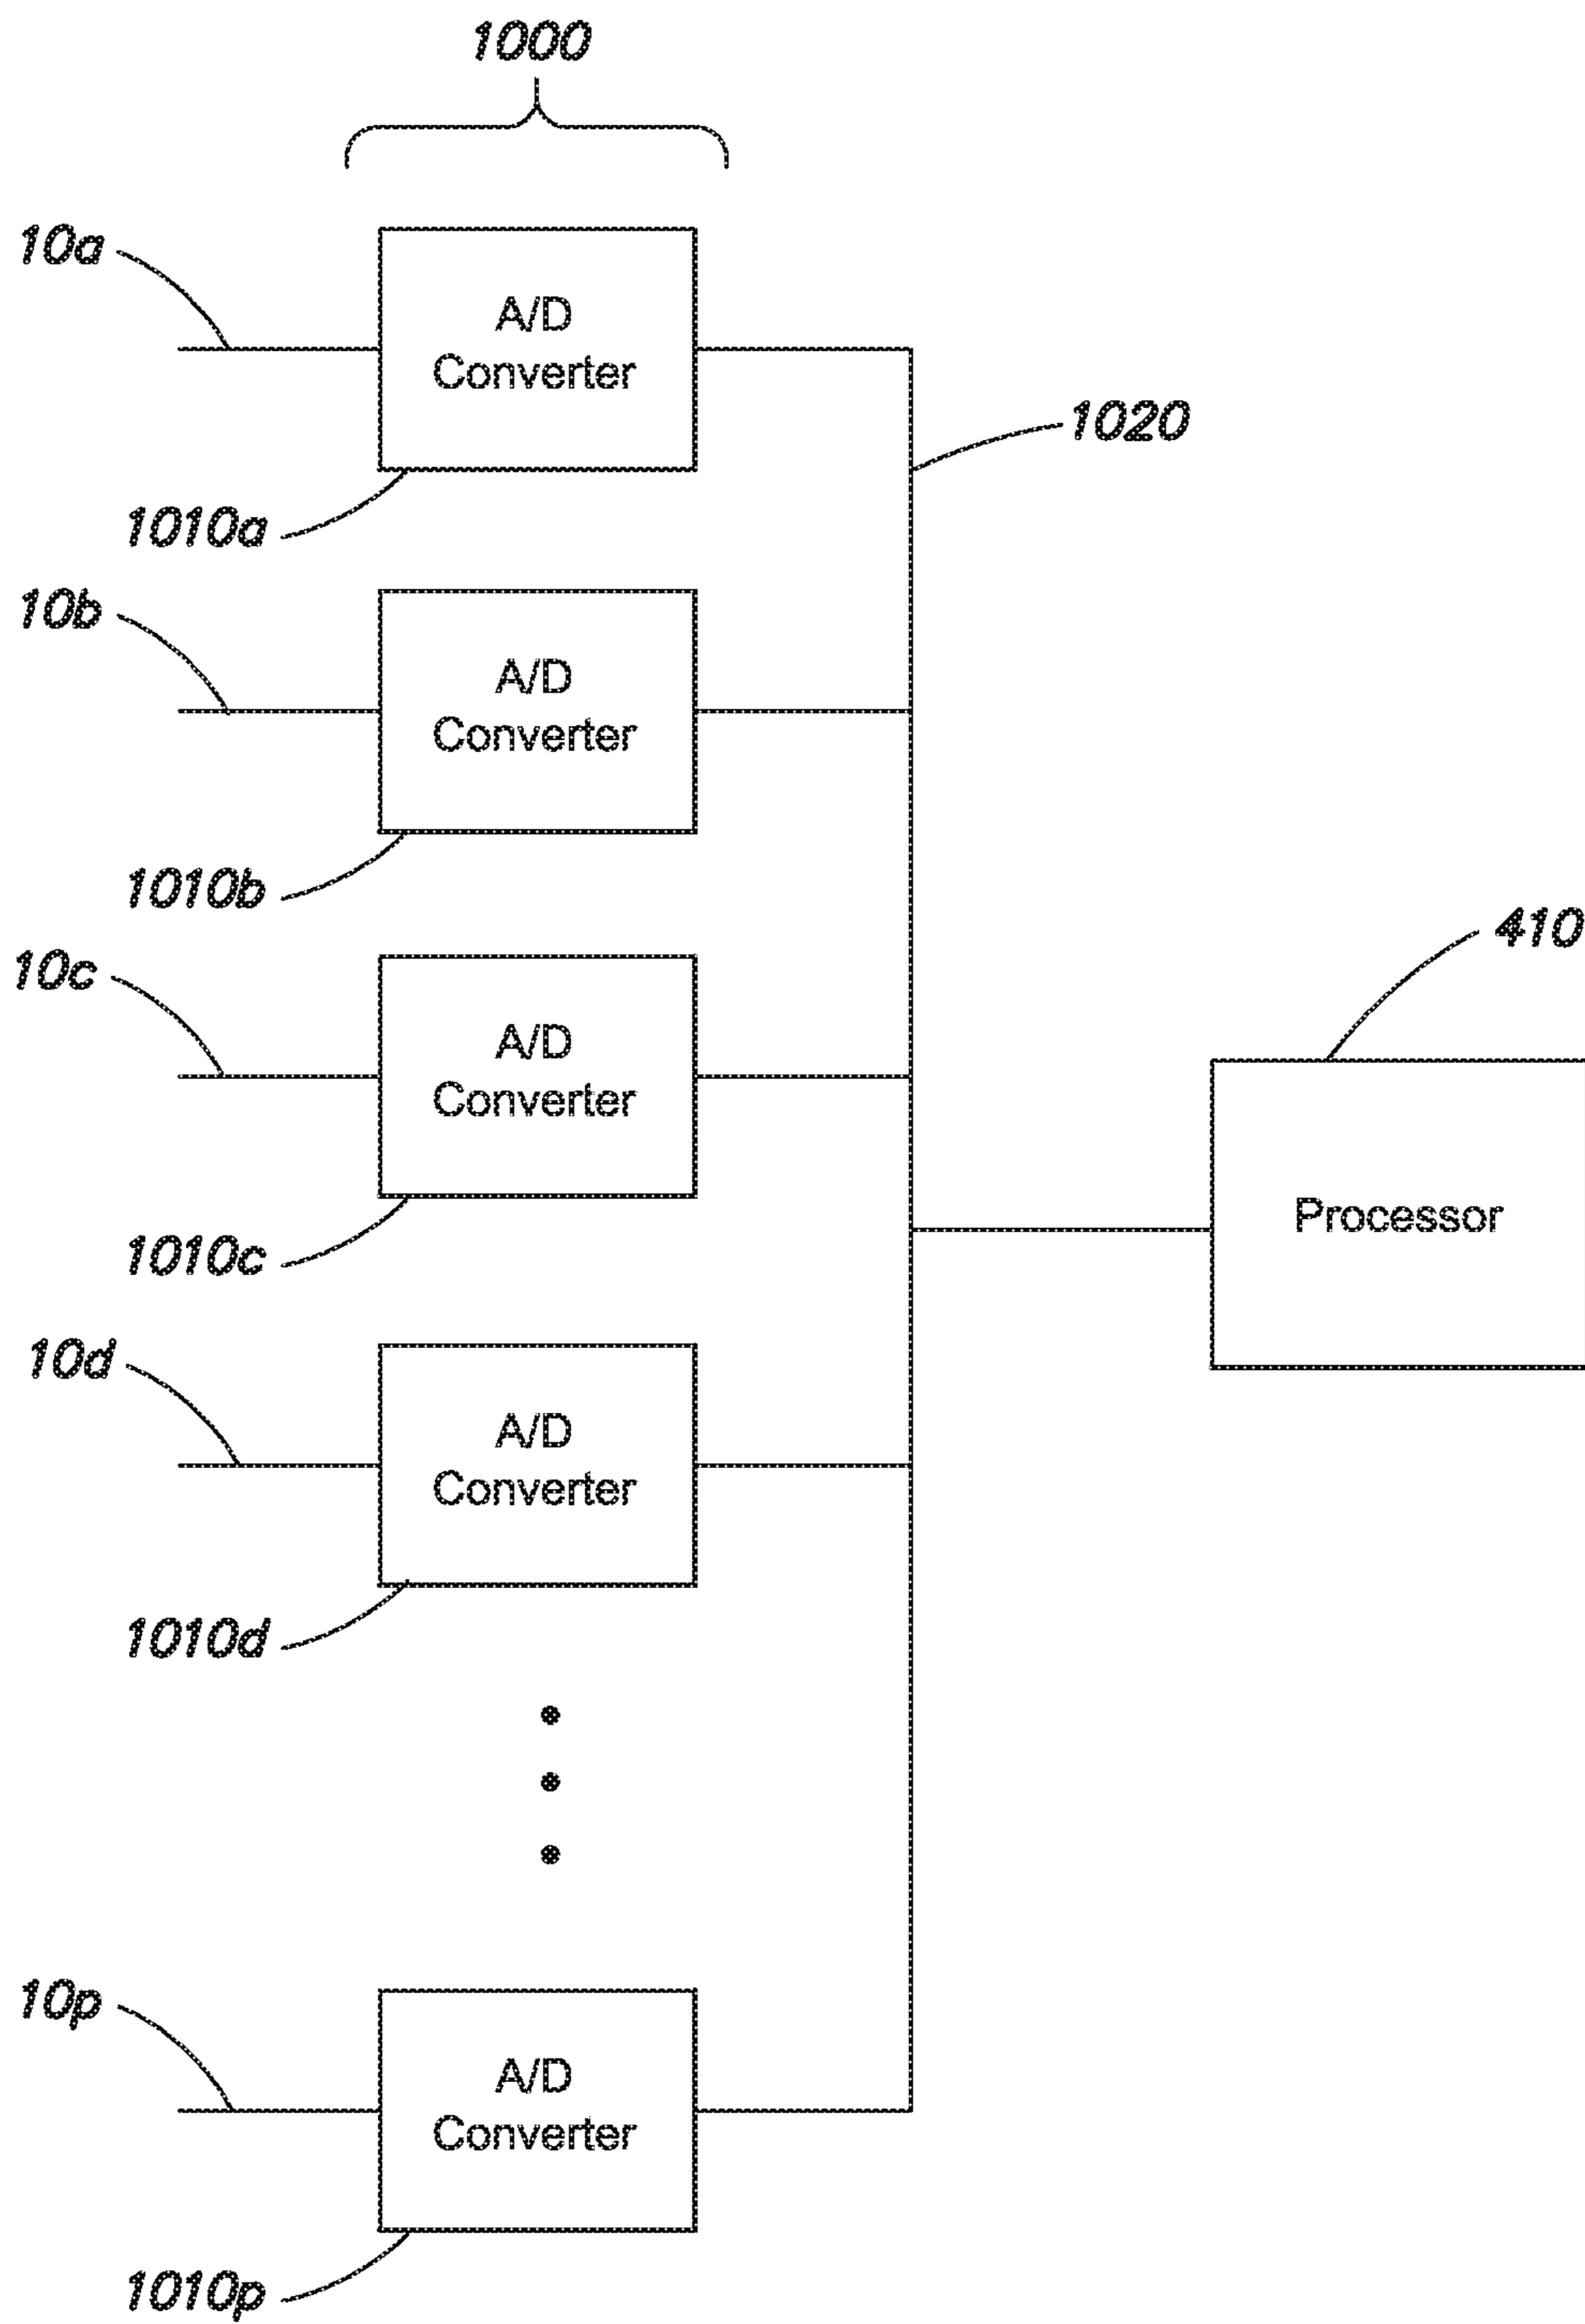 1000
10a
A/D
Converter
1020
1010a
10b
A/D
Converter
1010b
410
10c
A/D
Converter
Processor
1010c
10d
A/D
Converter
1010d
10p
A/D
Converter
1010p